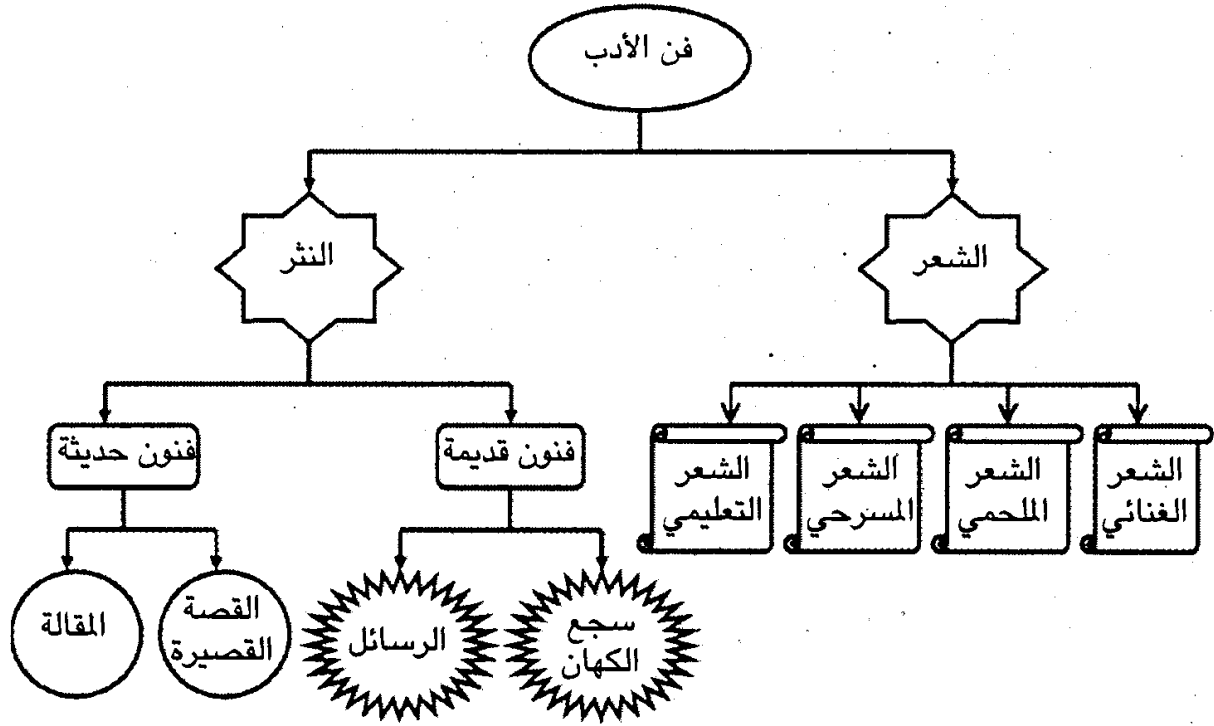 فن الأدب
الشعر
النثر
الشعر
الغنائي
الشعر
الملحمي
الشعر
المسرحي
الشعر
التعليمي
فنون قديمة
فنون حديثة
سجع
الكهان
الرسائل
القصة
القصيرة
المقالة